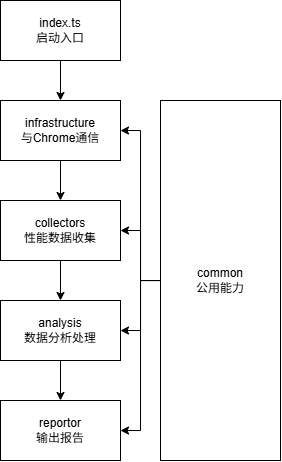 index.ts
启动入口
infrastructure
与Chrome通信
collectors
性能数据收集
analysis
数据分析处理
reportor
输出报告
common
公用能力